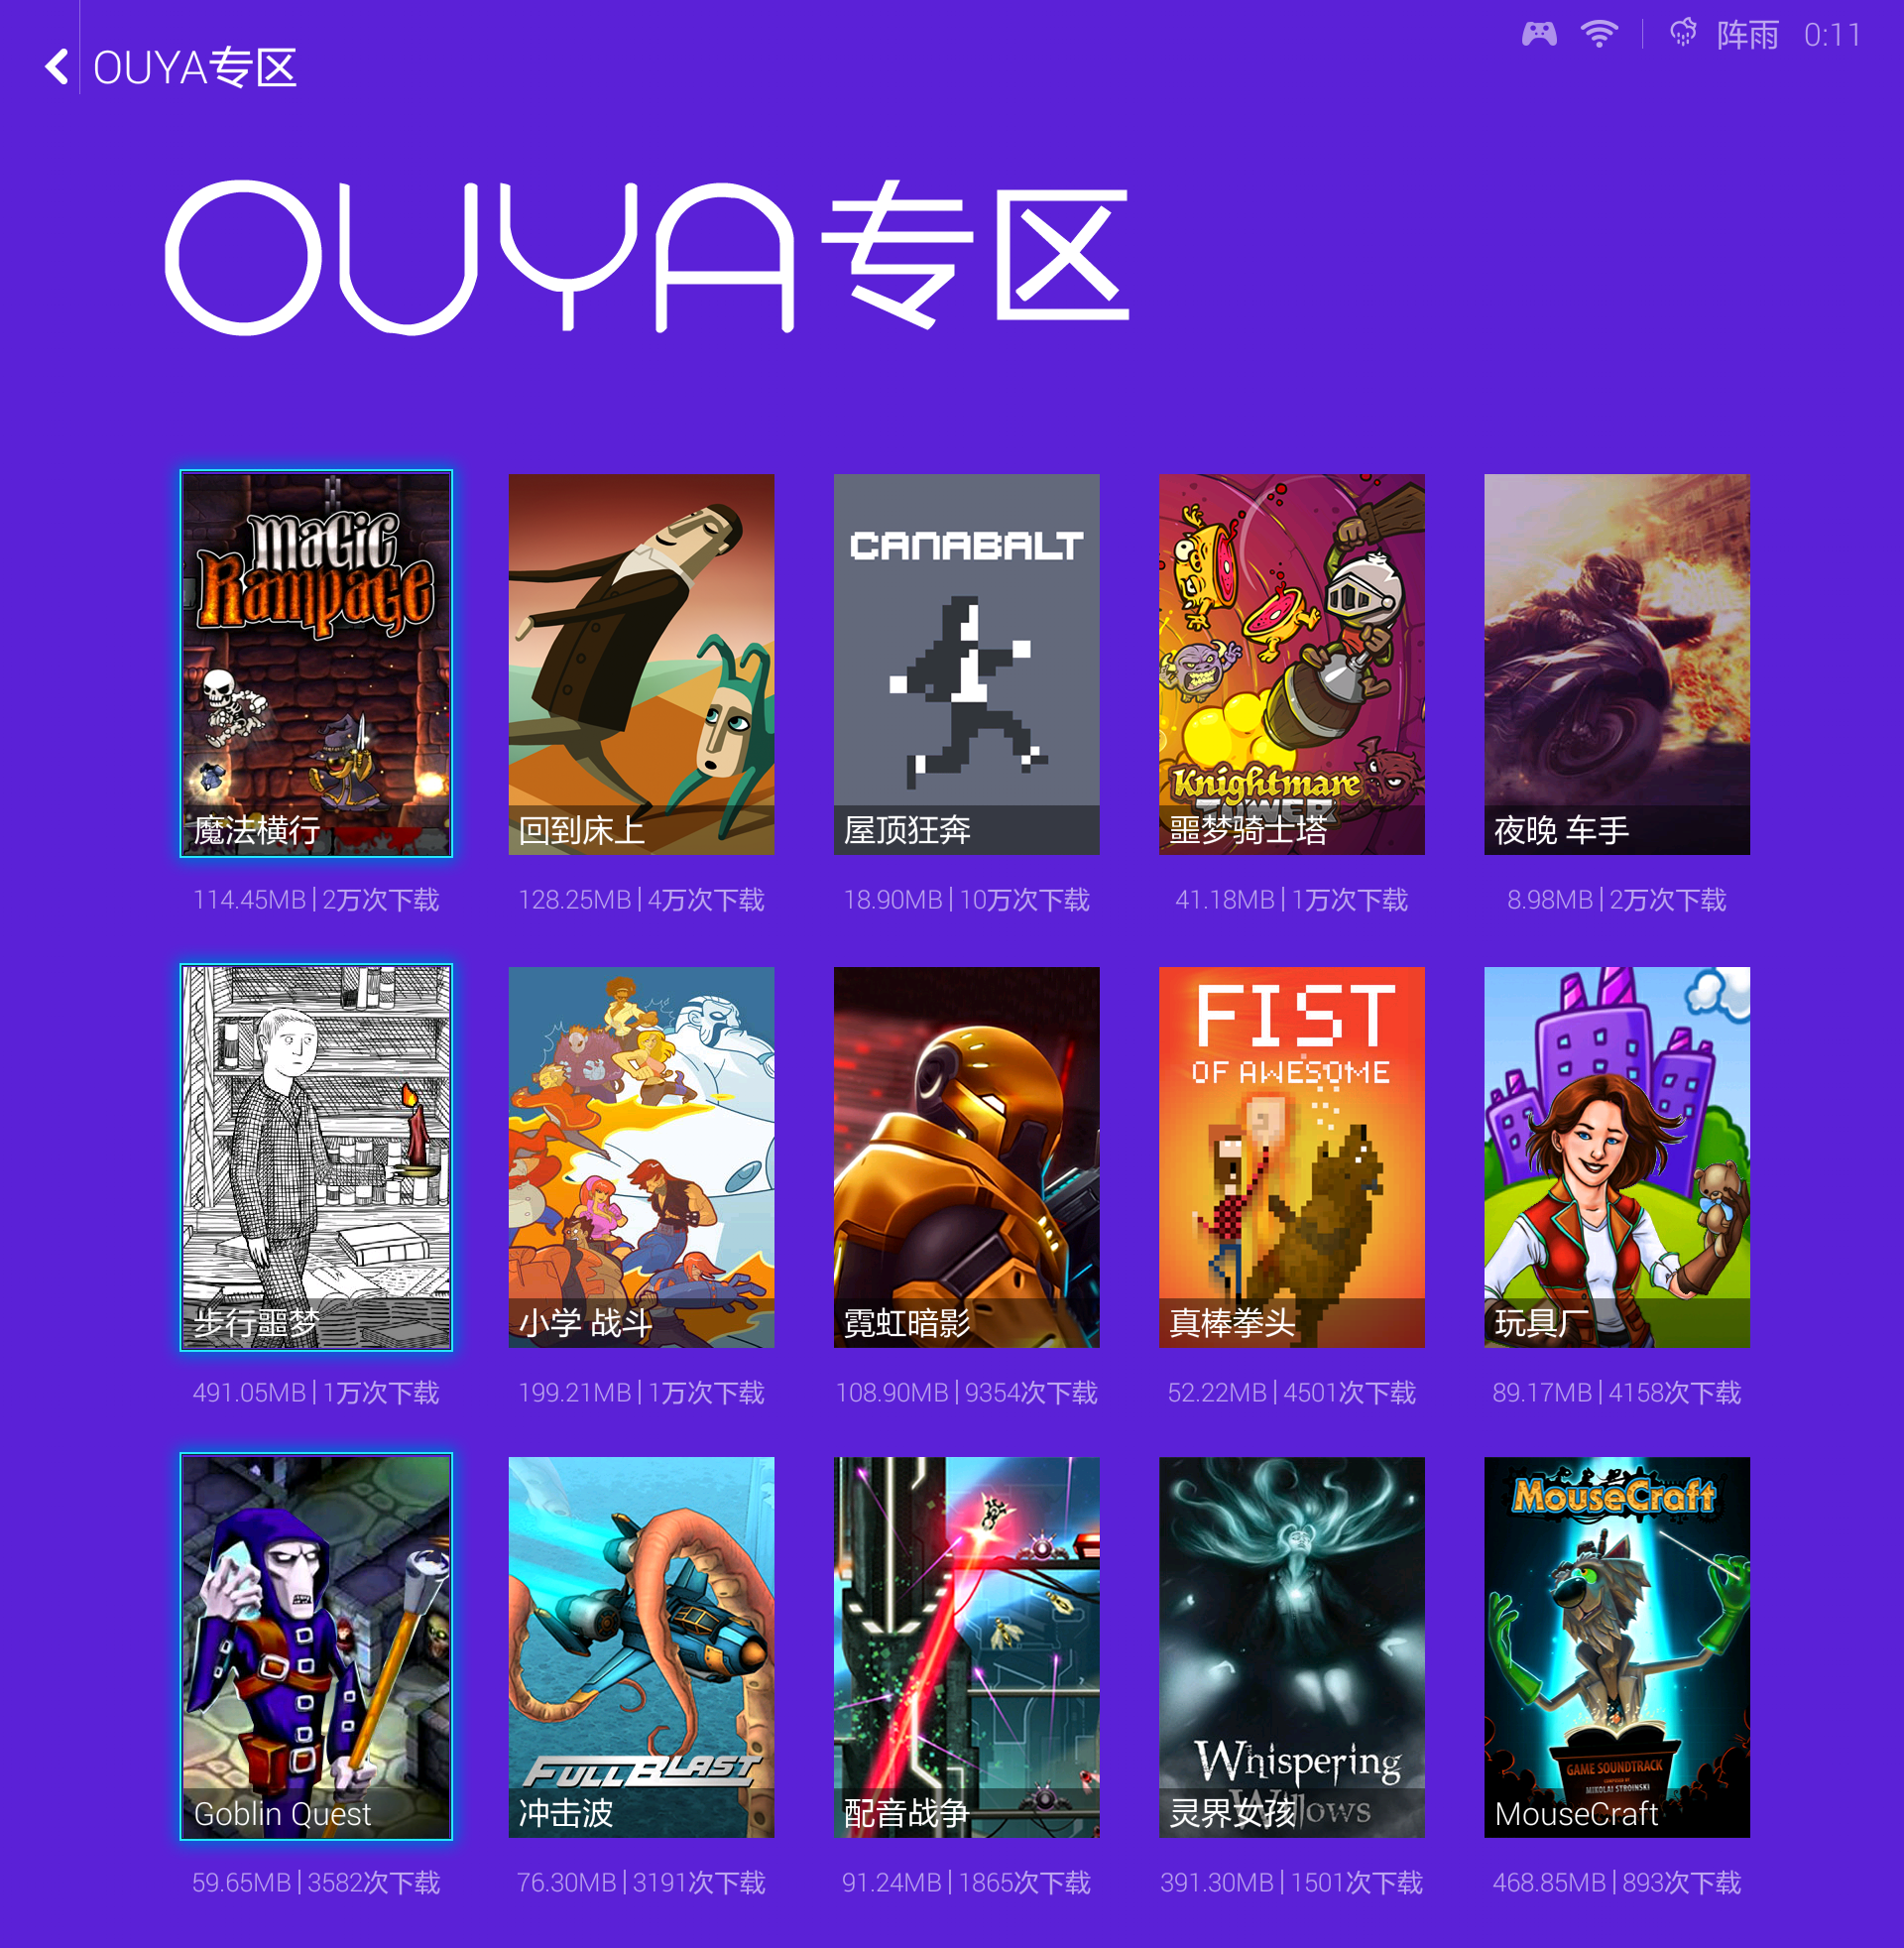 OUYA专区
阵雨 0:11
OUYA专区
MaGic
RamPaGe
魔法横行
114.45MB|2万次下载
回到床上
128.25MB|4万次下载
CANABALT
屋顶狂奔
18.90MB|10万次下载
Knightmare
TOWER
噩梦骑士塔
41.18MB|1万次下载
夜晚 车手
8.98MB|2万次下载
步行噩梦
491.05MB|1万次下载
小学 战斗
199.21MB|1万次下载
霓虹暗影
108.90MB|9354次下载
FIST
OF AWESOME
真棒拳头
52.22MB|4501次下载
玩具厂
89.17MB|4158次下载
Goblin Quest
59.65MB|3582次下载
FULLBLAST
冲击波
76.30MB|3191次下载
配音战争
91.24MB|1865次下载
Whispering
Willows
灵界女孩
391.30MB|1501次下载
MouseCraft
GAME SOUNDTRACK
COMPOSED BY
MIKOLAI STROINSKI
MouseCraft
468.85MB|893次下载